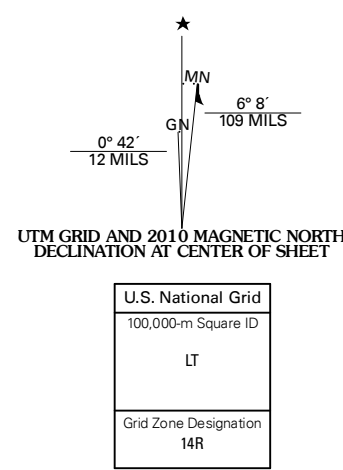 ★
MN
GN
6° 8´
109 MILS
0° 42´
12 MILS
UTM GRID AND 2010 MAGNETIC NORTH
DECLINATION AT CENTER OF SHEET
U.S. National Grid
100,000-m Square ID
LT
Grid Zone Designation
14R